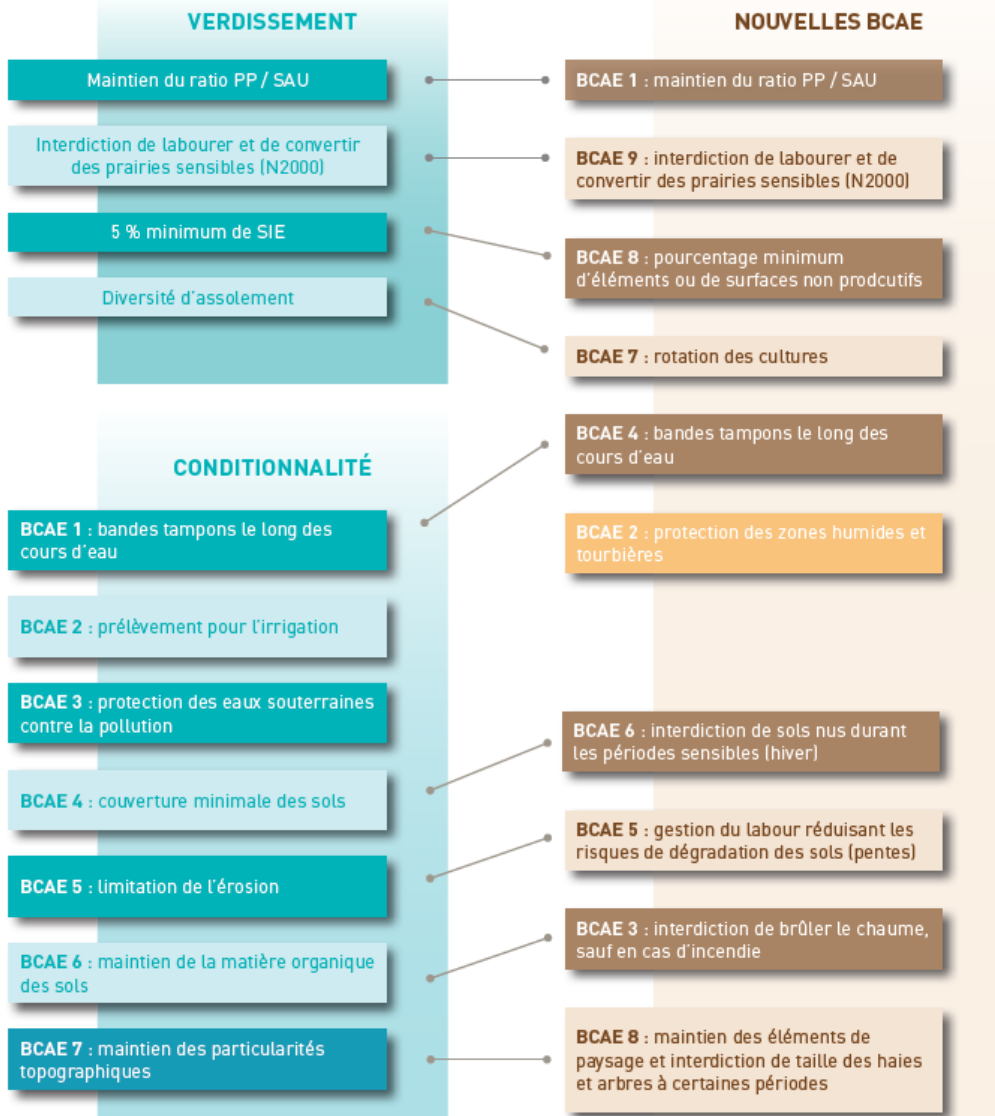 VERDISSEMENT
Maintien du ratio PP / SAU
Interdiction de labourer et de convertir
des prairies sensibles (N2000)
5 % minimum de SIE
Diversité d'assolement
CONDITIONNALITÉ
BCAE 1 : bandes tampons le long des
cours d'eau
BCAE 2 : prélèvement pour l'irrigation
BCAE 3 : protection des eaux souterraines
contre la pollution
BCAE 4 : couverture minimale des sols
BCAE 5 : limitation de l'érosion
BCAE 6 : maintien de la matière organique
des sols
BCAE 7 : maintien des particularités
topographiques
NOUVELLES BCAE
BCAE 1 : maintien du ratio PP / SAU
BCAE 9 : interdiction de labourer et de
convertir des prairies sensibles (N2000)
BCAE 8 : pourcentage minimum
d'éléments ou de surfaces non prodcutifs
BCAE 7 : rotation des cultures
BCAE 4 : bandes tampons le long des
cours d'eau
BCAE 2 : protection des zones humides et
tourbières
BCAE 6 : interdiction de sols nus durant
les périodes sensibles (hiver)
BCAE 5 : gestion du labour réduisant les
risques de dégradation des sols (pentes)
BCAE 3 : interdiction de brûler le chaume,
sauf en cas d'incendie
BCAE 8 : maintien des éléments de
paysage et interdiction de taille des haies
et arbres à certaines périodes